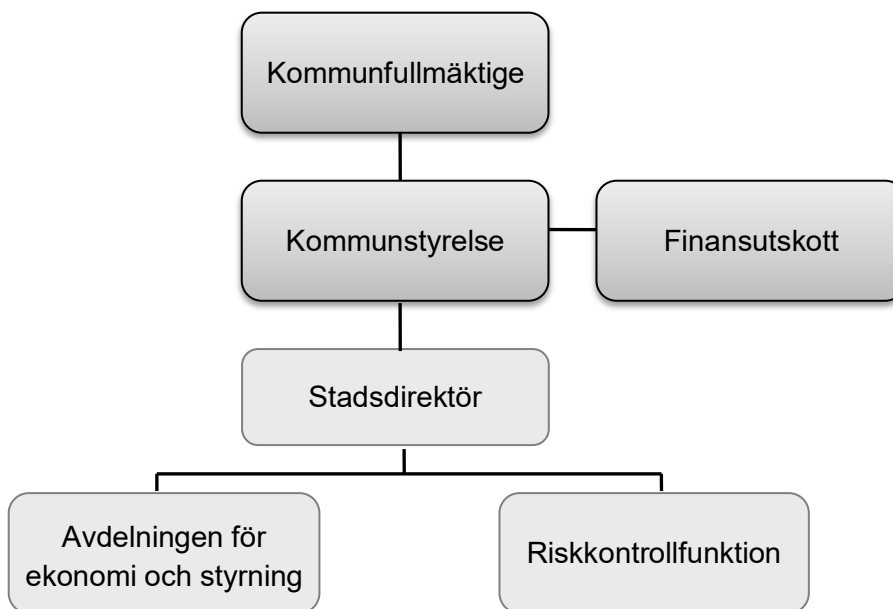 Kommunfullmäktige
Kommunstyrelse
Finansutskott
Stadsdirektör
Avdelningen för
ekonomi och styrning
Riskkontrollfunktion